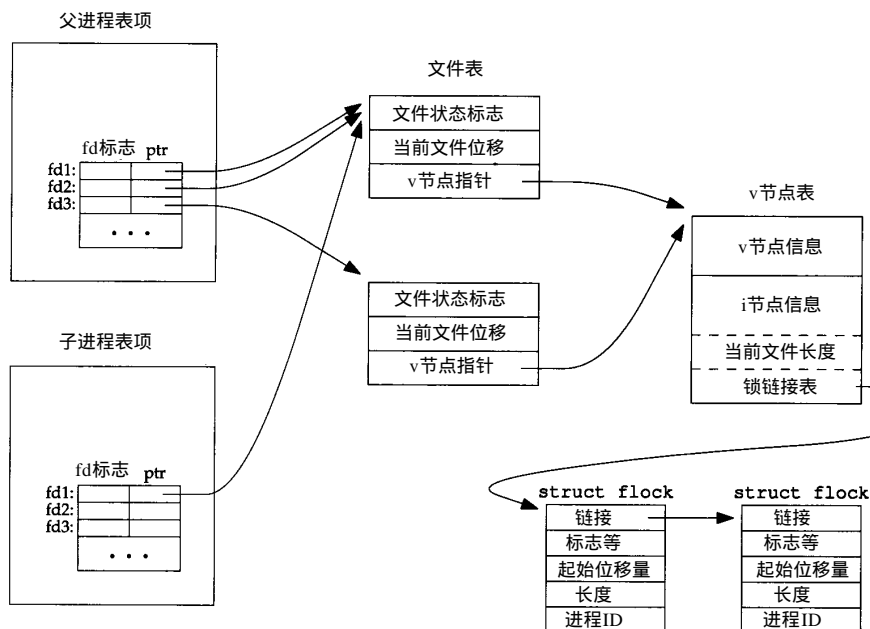 父进程表项
fd标志 ptr
fd1:
fd2:
fd3:
• • •
文件表
文件状态标志
当前文件位移
v节点指针
文件状态标志
当前文件位移
v节点指针
v节点表
v节点信息
i节点信息
当前文件长度
锁链接表
子进程表项
fd标志 ptr
fd1:
fd2:
fd3:
• • •
struct flock
链接
标志等
起始位移量
长度
进程ID
struct flock
链接
标志等
起始位移量
长度
进程ID